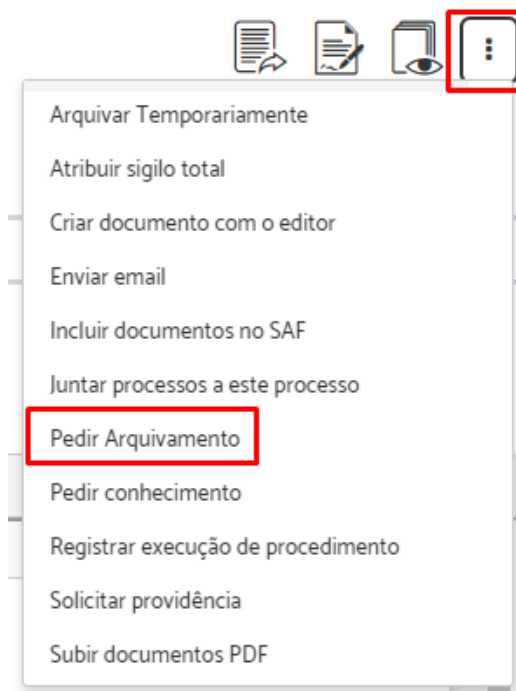 Arquivar Temporariamente
Atribuir sigilo total
Criar documento com o editor
Enviar email
Incluir documentos no SAF
Juntar processos a este processo
Pedir Arquivamento
Pedir conhecimento
Registrar execução de procedimento
Solicitar providência
Subir documentos PDF